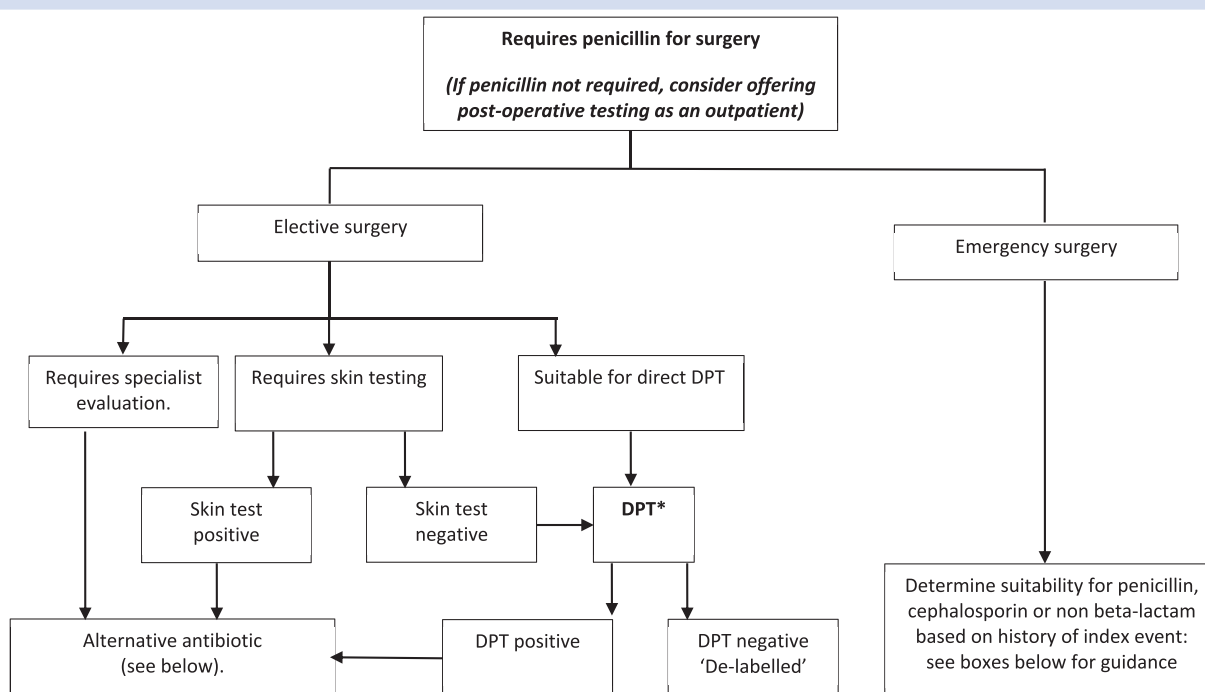 Requires penicillin for surgery
(If penicillin not required, consider offering
post-operative testing as an outpatient)
Elective surgery
Emergency surgery
Requires specialist
evaluation.
Requires skin testing
Suitable for direct DPT
Skin test
positive
Skin test
negative
DPT*
Alternative antibiotic
(see below).
DPT positive
DPT negative
‘De-labelled’
Determine suitability for penicillin,
cephalosporin or non beta-lactam
based on history of index event:
see boxes below for guidance